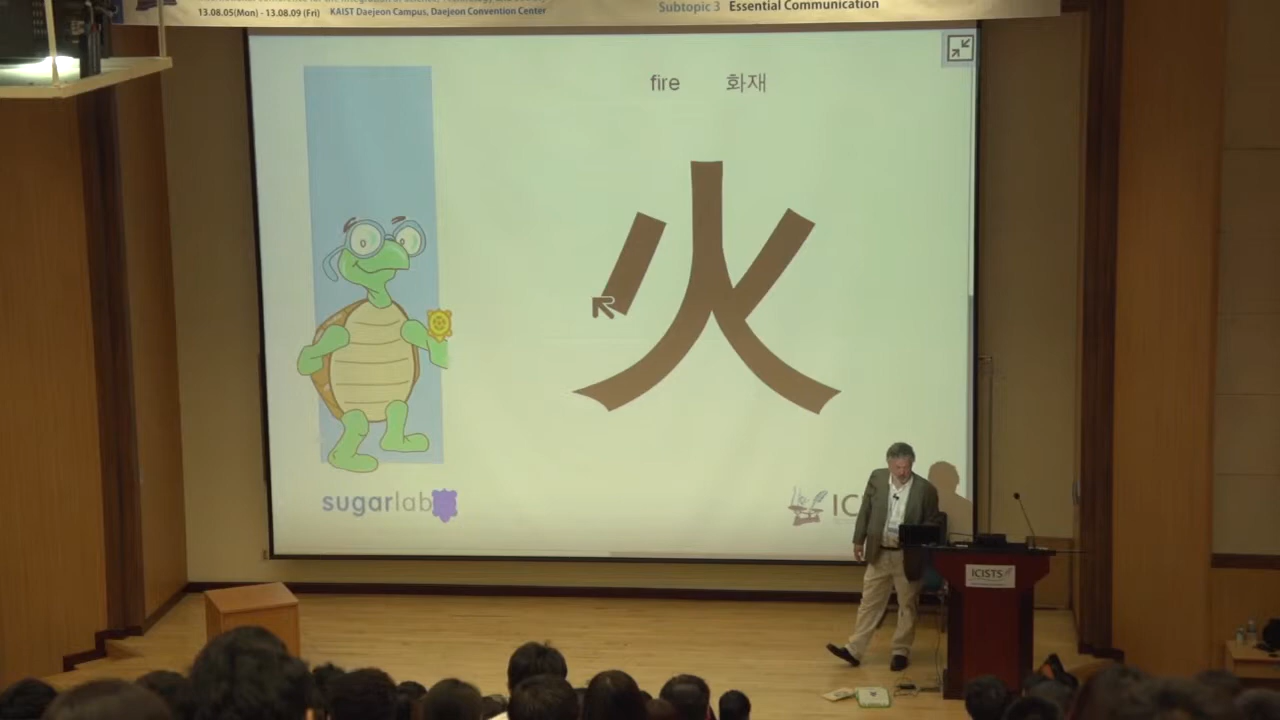 Subtopic 3 Essential Communication
13.08.05(Mon) - 13.08.09 (Fri) KAIST Daejeon Campus, Daejeon Convention Center
fire 화재
火
sugarlab
IC
ICISTS